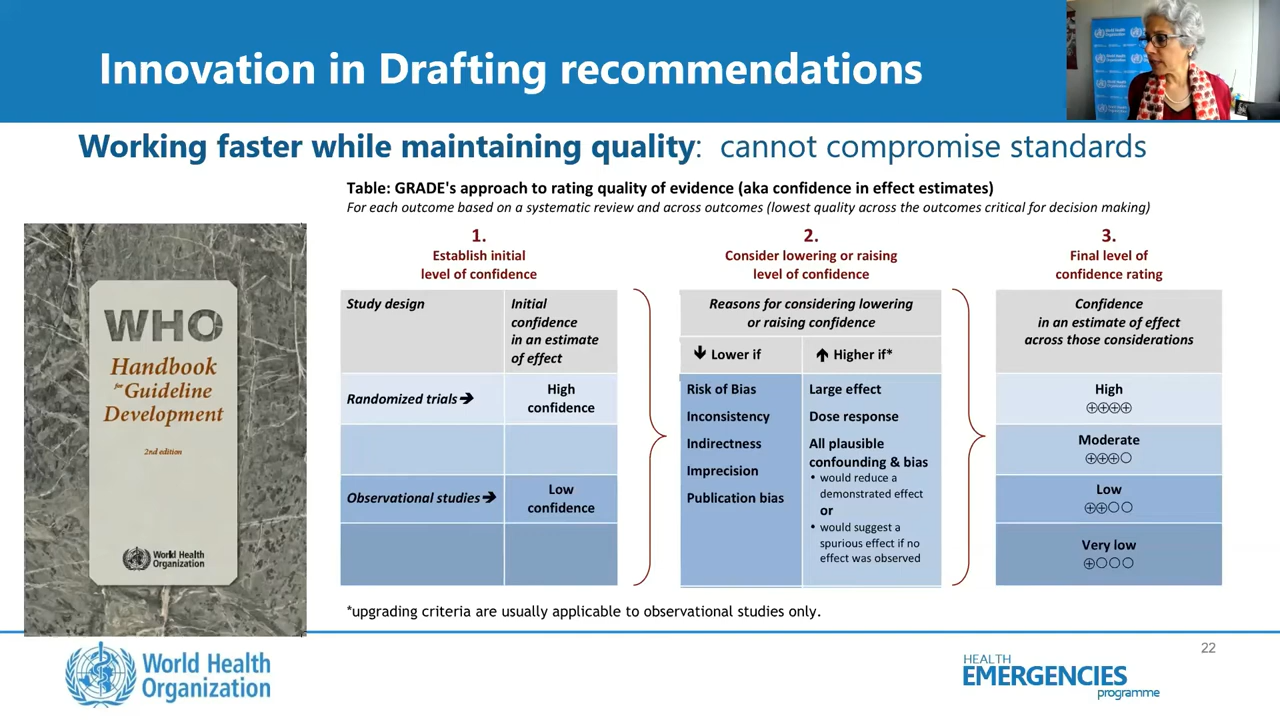 Innovation in Drafting recommendations
Working faster while maintaining quality: cannot compromise standards
Table: GRADE's approach to rating quality of evidence (aka confidence in effect estimates)
For each outcome based on a systematic review and across outcomes (lowest quality across the outcomes critical for decision making)
1.
Establish initial
level of confidence
2.
Consider lowering or raising
level of confidence
3.
Final level of
confidence rating
Study design
Initial
confidence
in an estimate
of effect
Randomized trials➔
High
confidence
Observational studies➔
Low
confidence
Reasons for considering lowering
or raising confidence
🡻 Lower if
🡹 Higher if*
Risk of Bias
Inconsistency
Indirectness
Imprecision
Publication bias
Large effect
Dose response
All plausible
confounding & bias
• would reduce a
demonstrated effect
or
• would suggest a
spurious effect if no
effect was observed
Confidence
in an estimate of effect
across those considerations
High
⊕⊕⊕⊕
Moderate
⊕⊕⊕○
Low
⊕⊕○○
Very low
⊕○○○
*upgrading criteria are usually applicable to observational studies only.
WHO
Handbook
for Guideline
Development
2nd edition
World Health
Organization
World Health
Organization
HEALTH
EMERGENCIES
programme
22
World Health
Organization